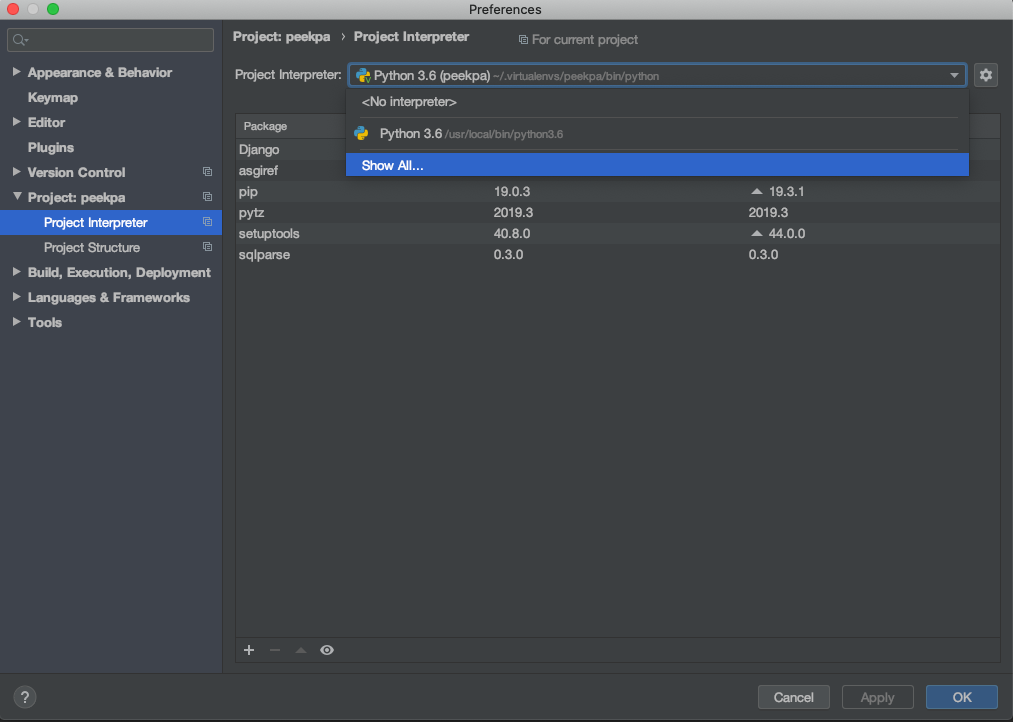 Preferences
Project: peekpa › Project Interpreter For current project
Appearance & Behavior
Keymap
Editor
Plugins
Version Control
Project: peekpa
Project Interpreter
Project Structure
Build, Execution, Deployment
Languages & Frameworks
Tools
Project Interpreter: Python 3.6 (peekpa) ~/.virtualenvs/peekpa/bin/python
<No interpreter>
Python 3.6 /usr/local/bin/python3.6
Show All...
Package
Django
asgiref
pip 19.0.3 19.3.1
pytz 2019.3 2019.3
setuptools 40.8.0 44.0.0
sqlparse 0.3.0 0.3.0
? Cancel Apply OK